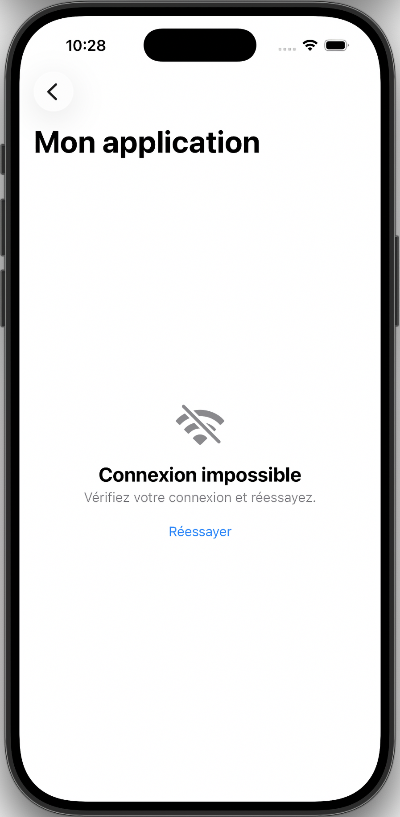 10:28
Mon application
Connexion impossible
Vérifiez votre connexion et réessayez.
Réessayer